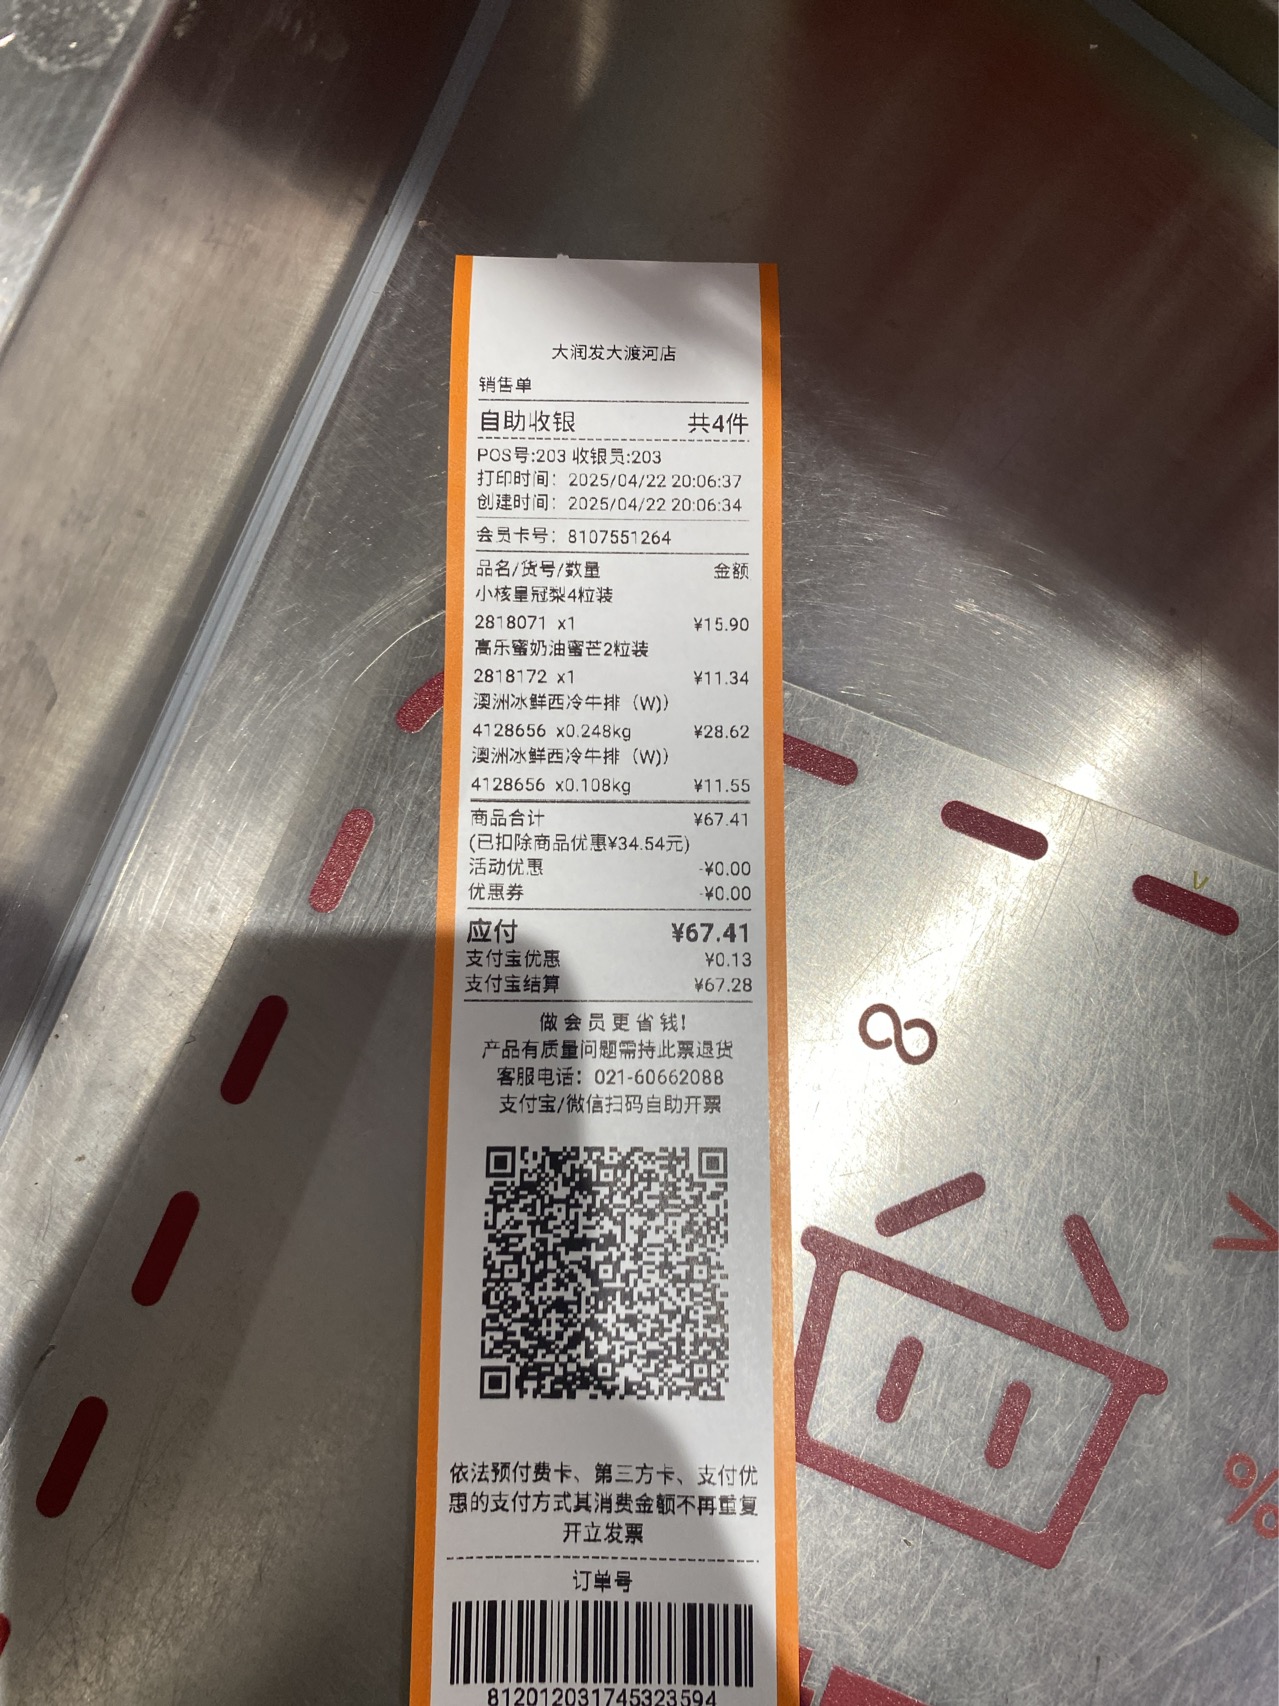 大润发大渡河店
销售单
自助收银 共4件
POS号:203 收银员:203
打印时间: 2025/04/22 20:06:37
创建时间: 2025/04/22 20:06:34
会员卡号: 8107551264
品名/货号/数量 金额
小核皇冠梨4粒装
2818071 x1 ¥15.90
高乐蜜奶油蜜芒2粒装
2818172 x1 ¥11.34
澳洲冰鲜西冷牛排 (W))
4128656 x0.248kg ¥28.62
澳洲冰鲜西冷牛排 (W))
4128656 x0.108kg ¥11.55
商品合计 ¥67.41
(已扣除商品优惠¥34.54元)
活动优惠 -¥0.00
优惠券 -¥0.00
应付 ¥67.41
支付宝优惠 ¥0.13
支付宝结算 ¥67.28
做会员更省钱!
产品有质量问题需持此票退货
客服电话: 021-60662088
支付宝/微信扫码自助开票
依法预付费卡、第三方卡、支付优
惠的支付方式其消费金额不再重复
开立发票
订单号
812012031745323594
%